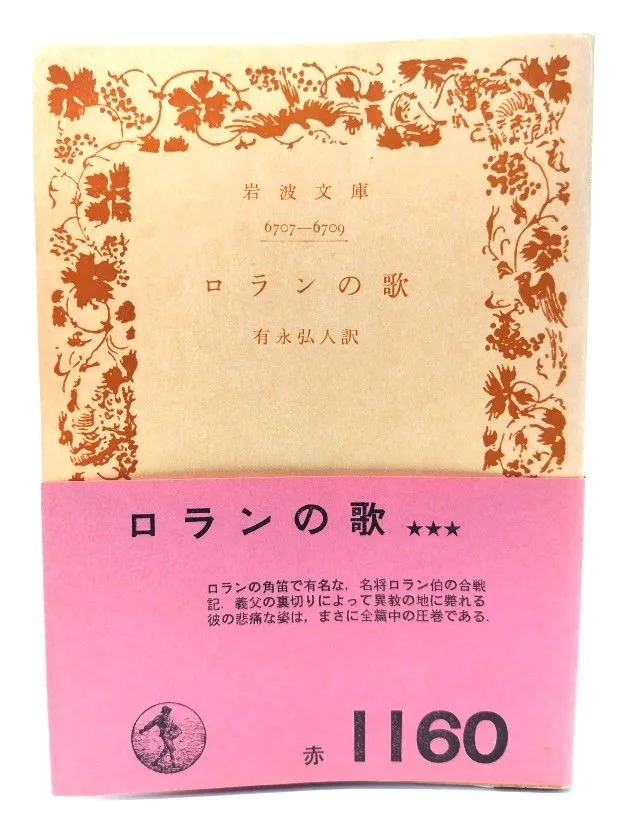 岩波文庫
6707—6709
ロランの歌
有永弘人訳
ロランの歌 ★★★
ロランの角笛で有名な,名将ロラン伯の合戦
記.義父の裏切りによって異教の地に斃れる
彼の悲痛な姿は,まさに全篇中の圧巻である.
赤 1160